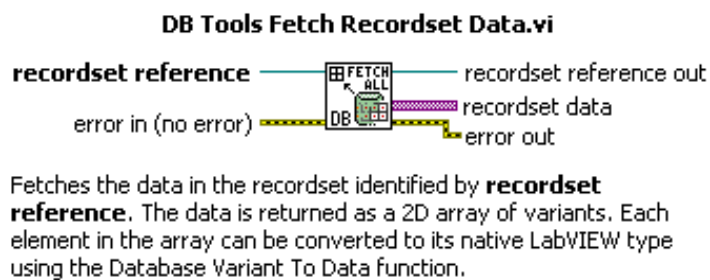 DB Tools Fetch Recordset Data.vi
recordset reference
FETCH
ALL
DB
recordset reference out
recordset data
error in (no error)
error out
Fetches the data in the recordset identified by recordset
reference. The data is returned as a 2D array of variants. Each
element in the array can be converted to its native LabVIEW type
using the Database Variant To Data function.